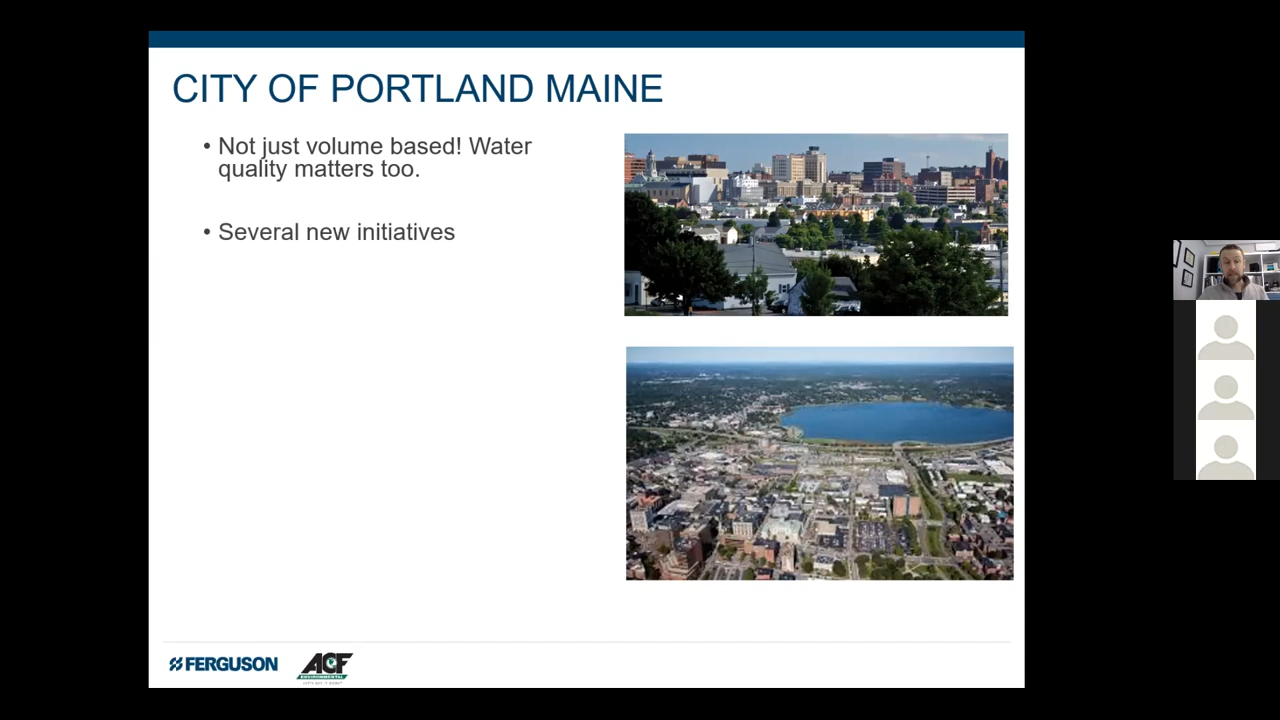 CITY OF PORTLAND MAINE
• Not just volume based! Water
quality matters too.
• Several new initiatives
FERGUSON
ACF
ENVIRONMENTAL